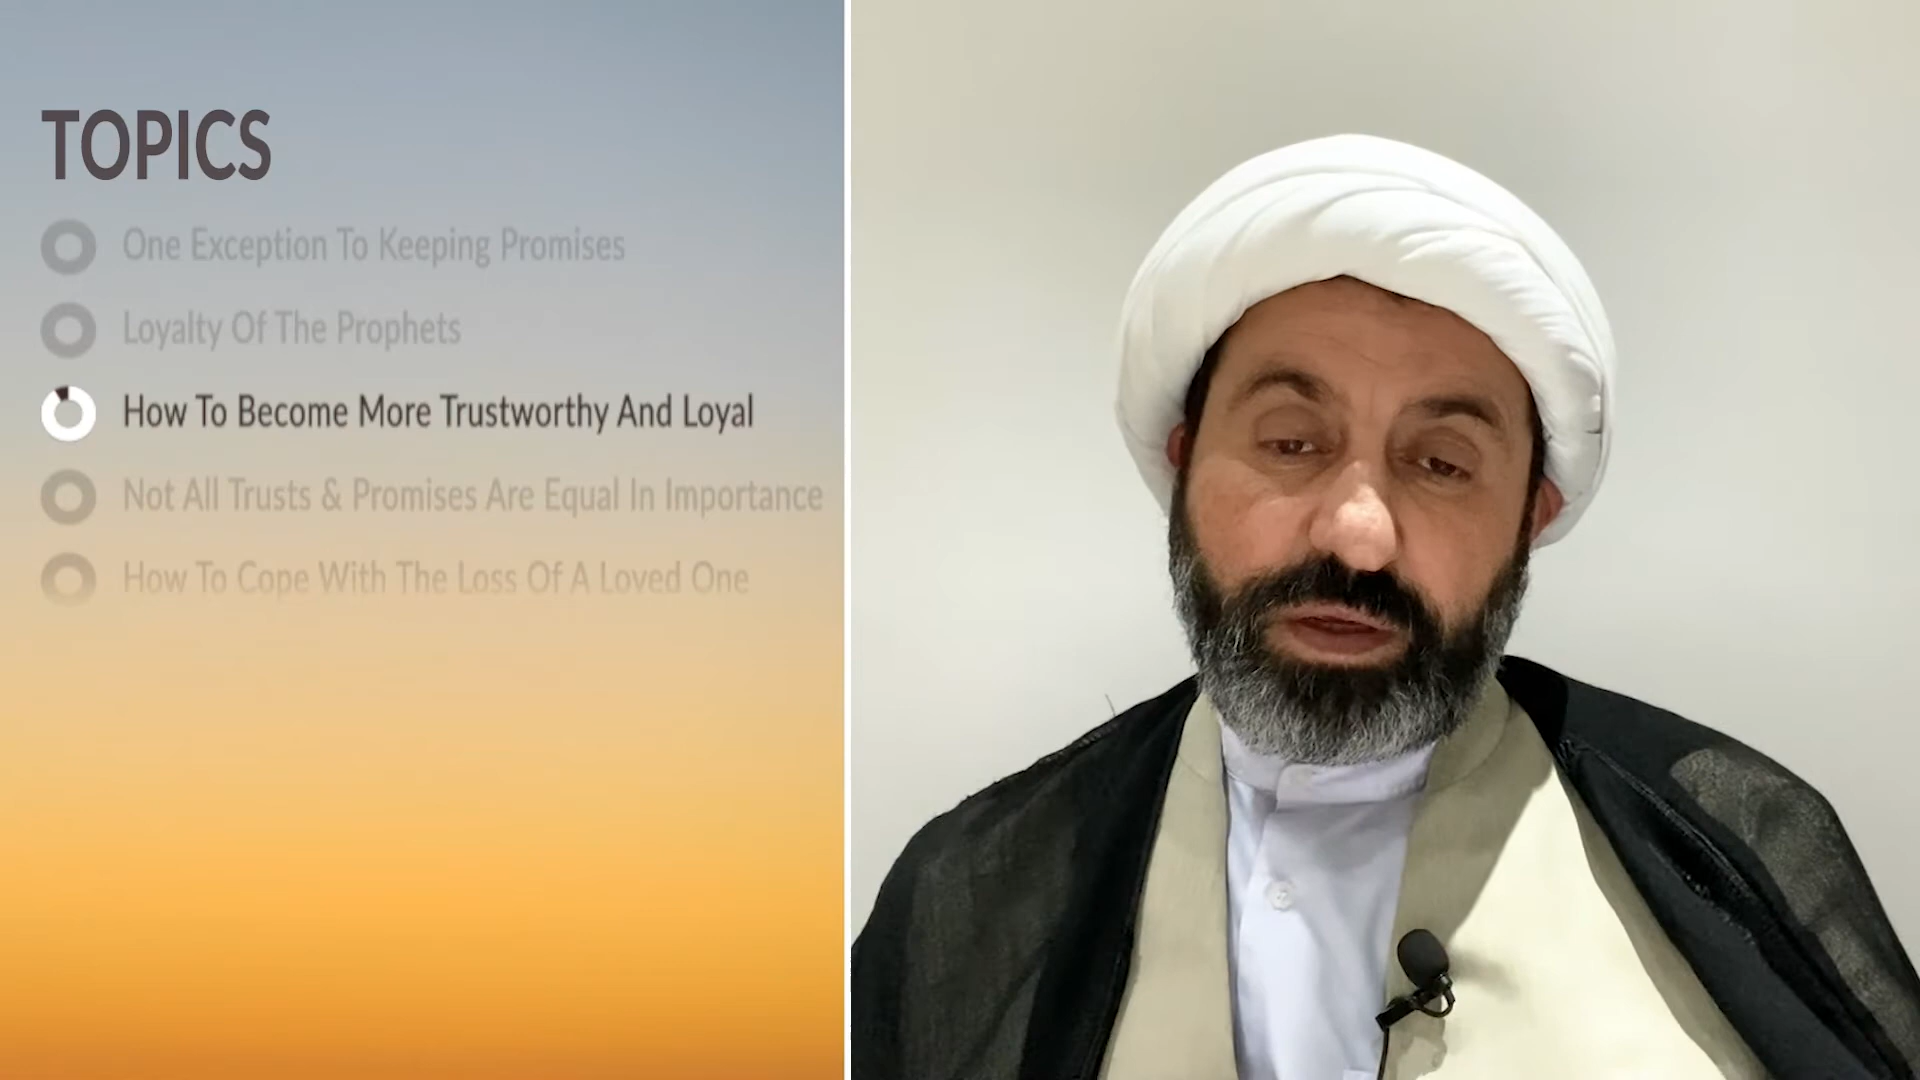 TOPICS
One Exception To Keeping Promises
Loyalty Of The Prophets
How To Become More Trustworthy And Loyal
Not All Trusts & Promises Are Equal In Importance
How To Cope With The Loss Of A Loved One